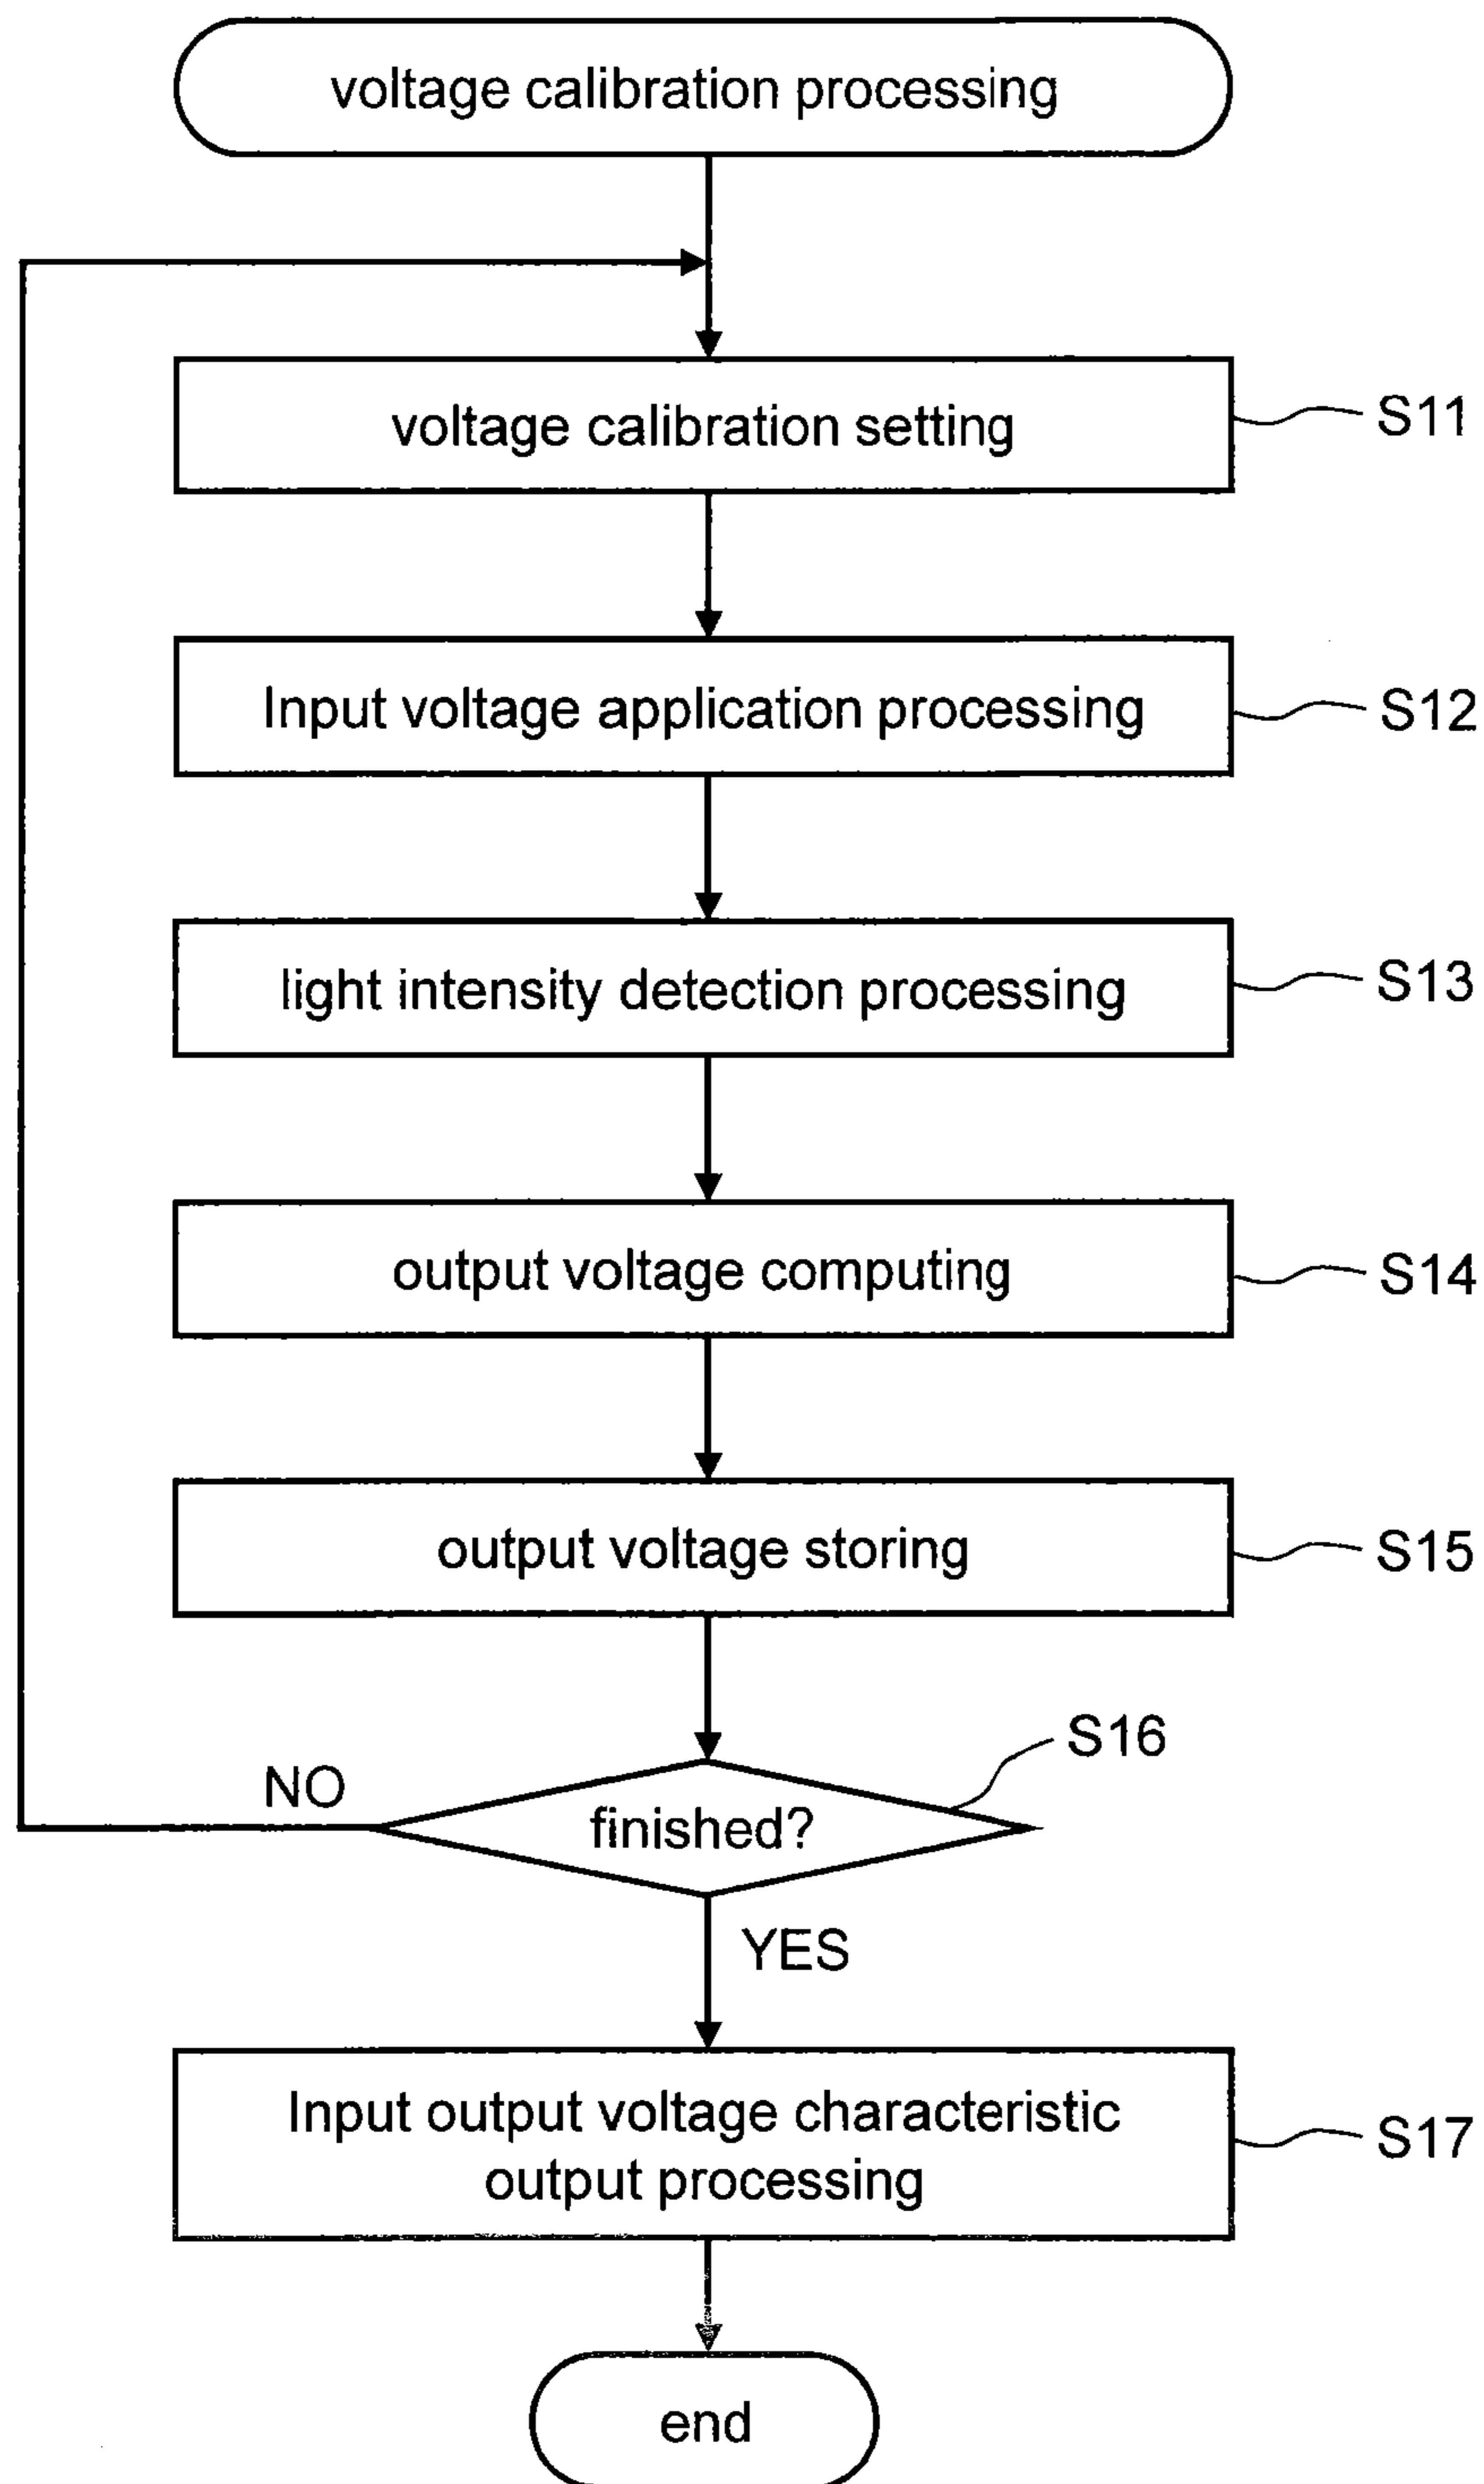 voltage calibration processing
voltage calibration setting
S11
Input voltage application processing
S12
light intensity detection processing
S13
output voltage computing
S14
output voltage storing
S15
S16
NO
finished?
YES
Input output voltage characteristic
output processing
S17
end